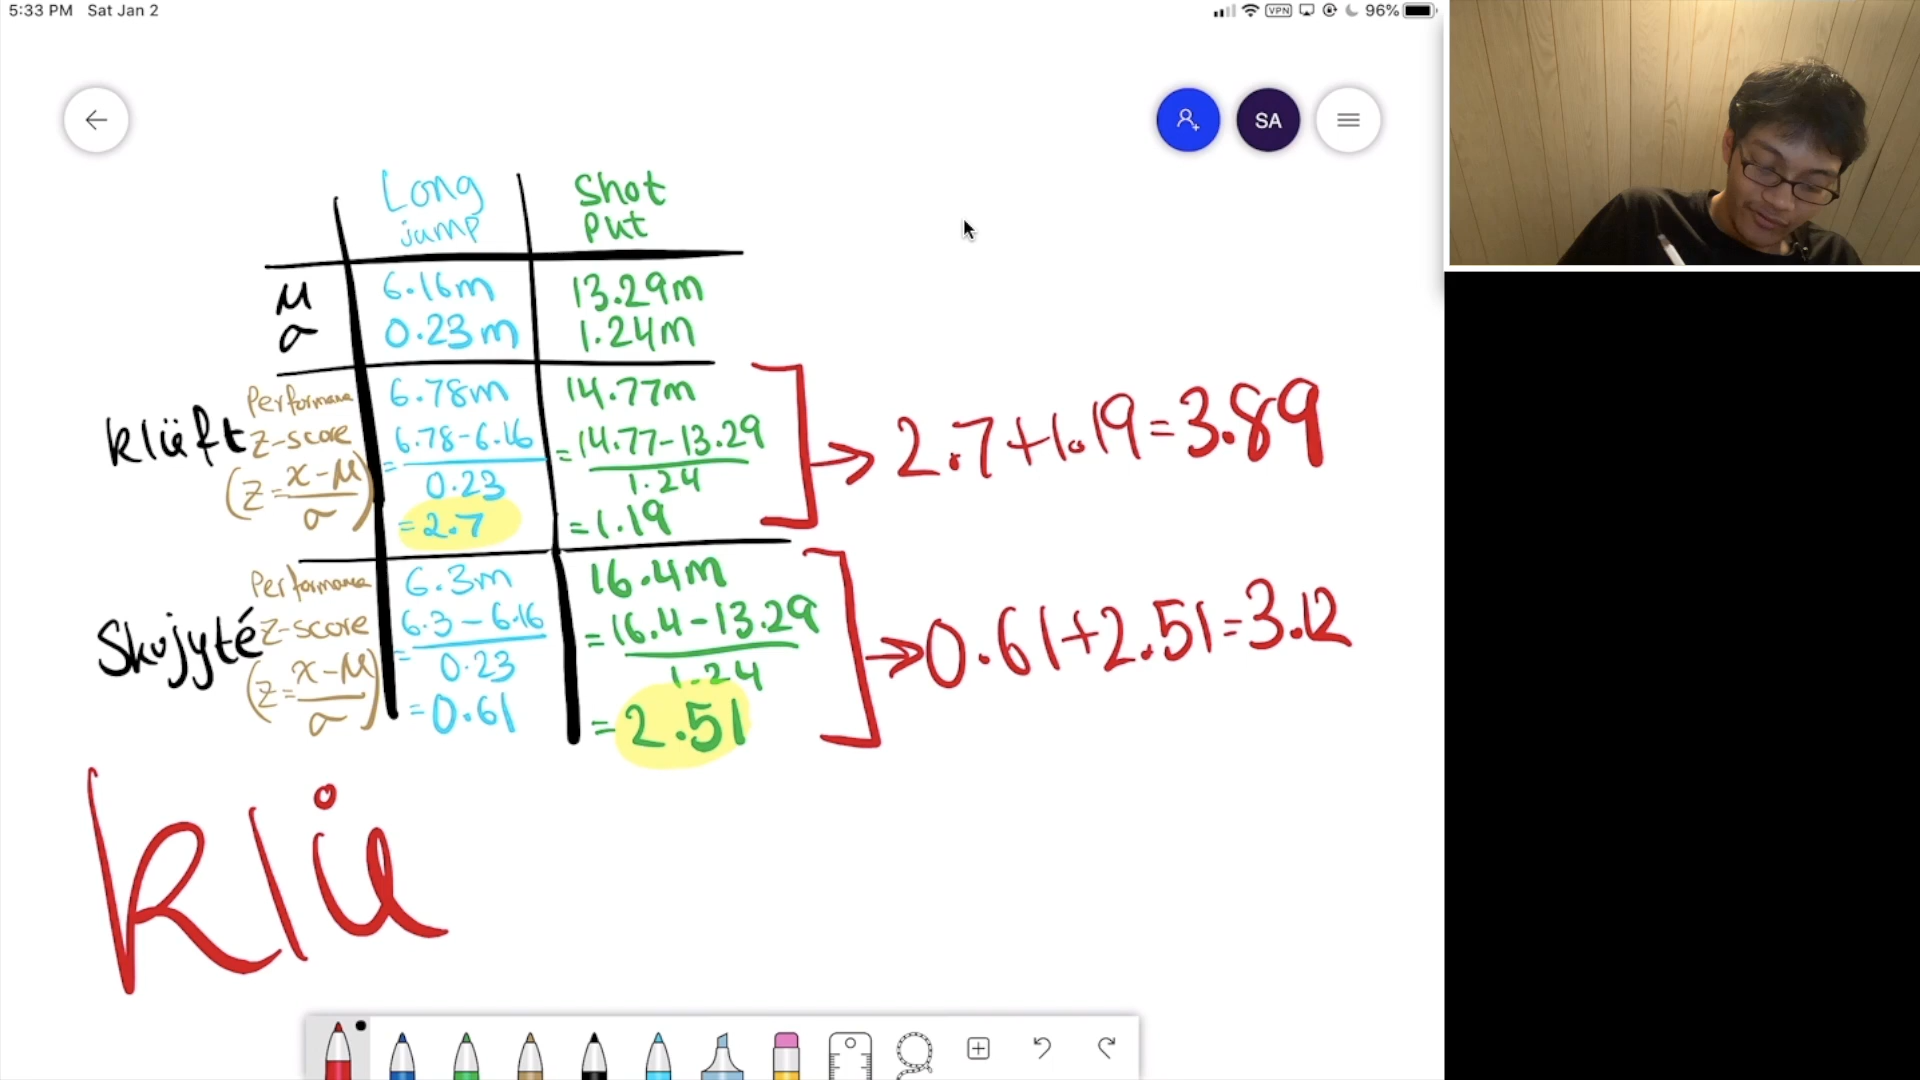 5:33 PM Sat Jan 2
VPN 96%
SA
Long jump
Shot put
μ 6.16m 13.29m
σ 0.23m 1.24m
klüft
Performance 6.78m 14.77m
z-score 6.78-6.16 = 14.77-13.29
(z = x-μ = 0.23 1.24
σ) = 2.7 = 1.19
→ 2.7+1.19=3.89
Skujyté
Performance 6.3m 16.4m
z-score 6.3-6.16 = 16.4-13.29
(z = x-μ = 0.23 1.24
σ) = 0.61 = 2.51
→ 0.61+2.51=3.12
klu